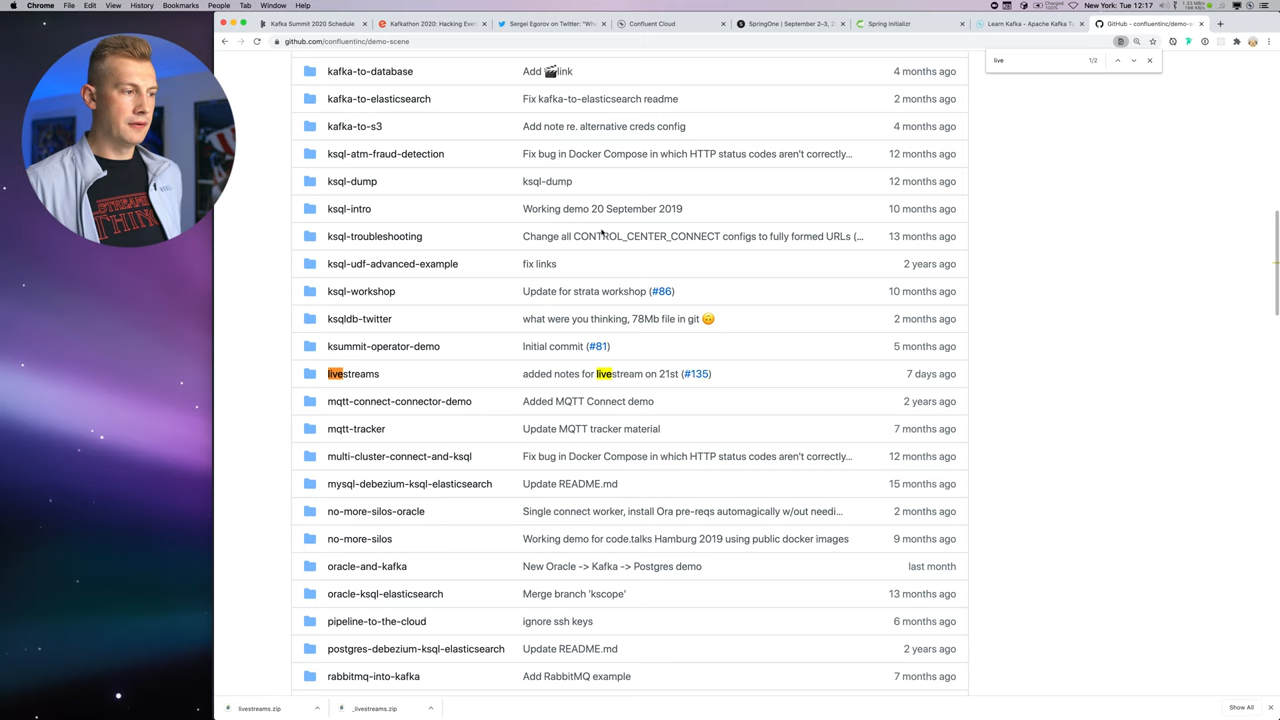 Chrome File Edit View History Bookmarks People Tab Window Help
New York: Tue 12:17
Kafka Summit 2020 Schedule
Kafkathon 2020: Hacking Eve
Sergei Egorov on Twitter: "Wh
Confluent Cloud
SpringOne | September 2–3, 2
Spring Initializr
Learn Kafka - Apache Kafka Tu
GitHub - confluentinc/demo-sc
github.com/confluentinc/demo-scene
live 1/2
kafka-to-database Add 🎬link 4 months ago
kafka-to-elasticsearch Fix kafka-to-elasticsearch readme 2 months ago
kafka-to-s3 Add note re. alternative creds config 4 months ago
ksql-atm-fraud-detection Fix bug in Docker Compose in which HTTP status codes aren't correctly... 12 months ago
ksql-dump ksql-dump 12 months ago
ksql-intro Working demo 20 September 2019 10 months ago
ksql-troubleshooting Change all CONTROL_CENTER_CONNECT configs to fully formed URLs (... 13 months ago
ksql-udf-advanced-example fix links 2 years ago
ksql-workshop Update for strata workshop (#86) 10 months ago
ksqldb-twitter what were you thinking, 78Mb file in git 🙃 2 months ago
ksummit-operator-demo Initial commit (#81) 5 months ago
livestreams added notes for livestream on 21st (#135) 7 days ago
mqtt-connect-connector-demo Added MQTT Connect demo 2 years ago
mqtt-tracker Update MQTT tracker material 7 months ago
multi-cluster-connect-and-ksql Fix bug in Docker Compose in which HTTP status codes aren't correctly... 12 months ago
mysql-debezium-ksql-elasticsearch Update README.md 15 months ago
no-more-silos-oracle Single connect worker, install Ora pre-reqs automagically w/out needi... 2 months ago
no-more-silos Working demo for code.talks Hamburg 2019 using public docker images 9 months ago
oracle-and-kafka New Oracle -> Kafka -> Postgres demo last month
oracle-ksql-elasticsearch Merge branch 'kscope' 13 months ago
pipeline-to-the-cloud ignore ssh keys 6 months ago
postgres-debezium-ksql-elasticsearch Update README.md 2 years ago
rabbitmq-into-kafka Add RabbitMQ example 7 months ago
livestreams.zip
_livestreams.zip
Show All